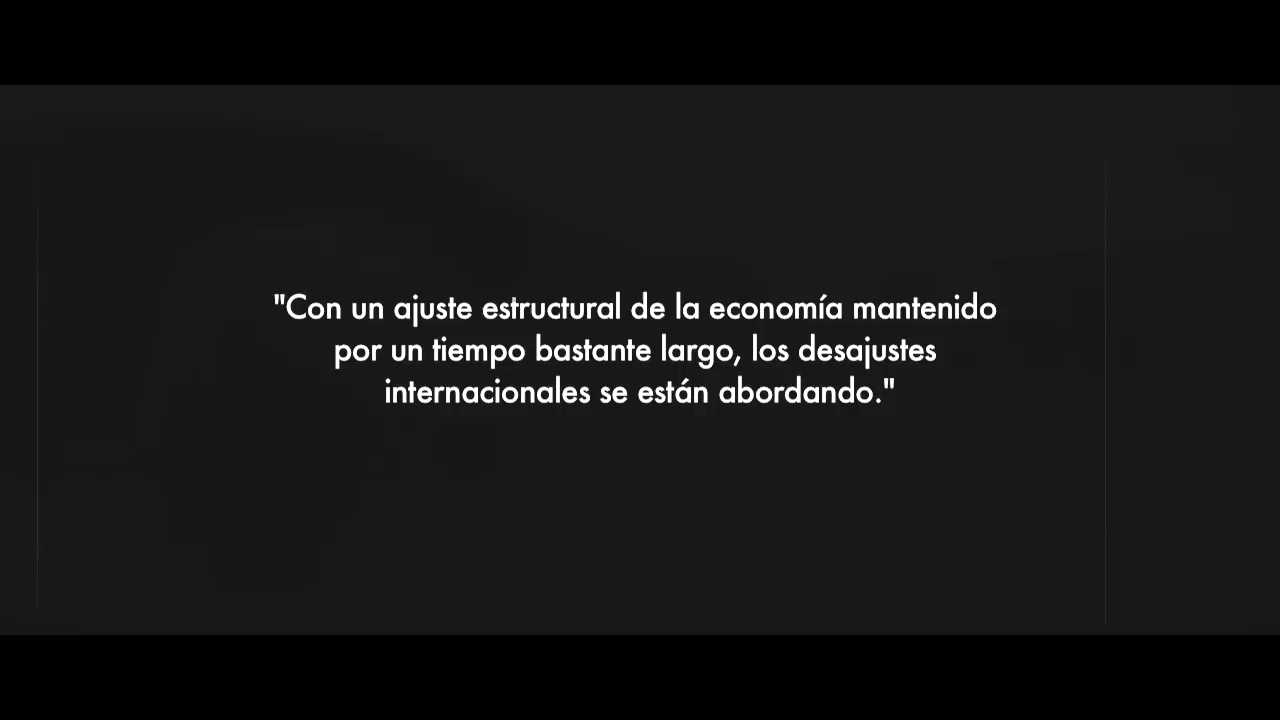 "Con un ajuste estructural de la economía mantenido
por un tiempo bastante largo, los desajustes
internacionales se están abordando."